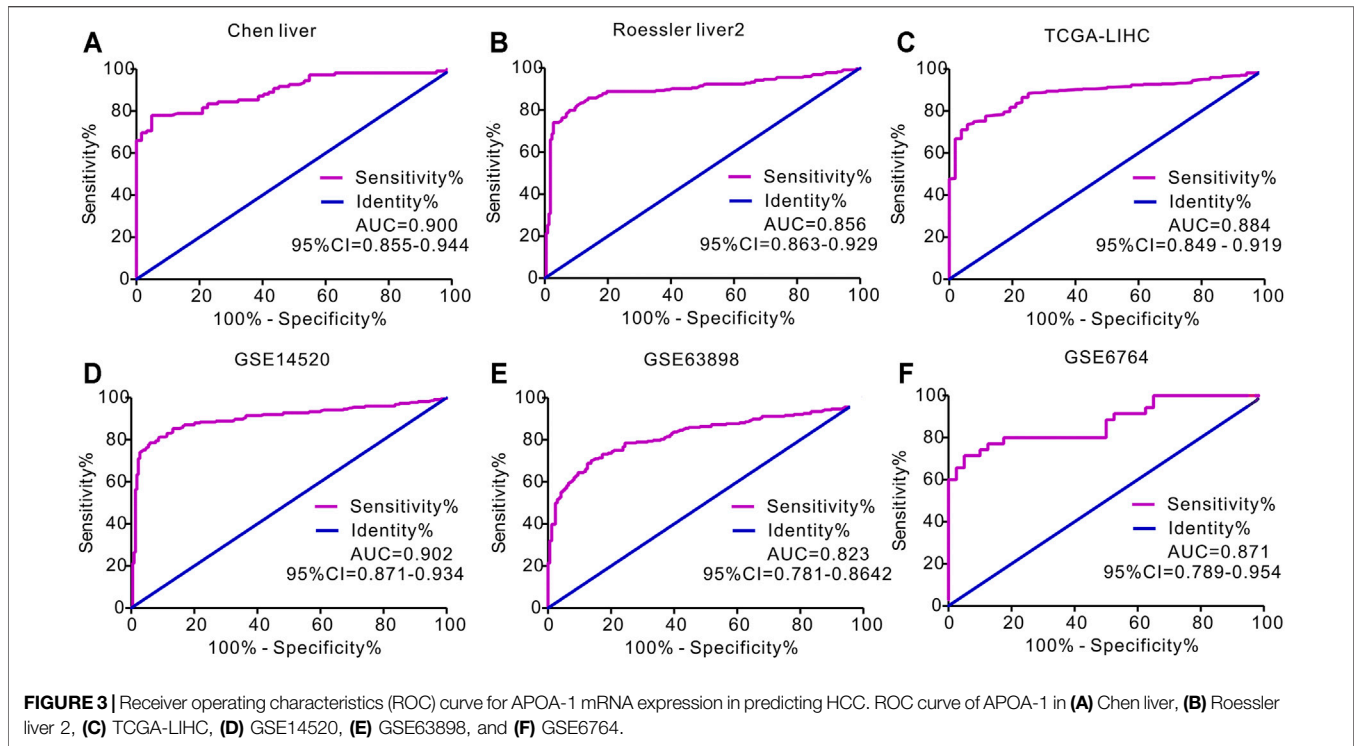 A
Chen liver
Sensitivity%
100
80
60
40
20
0
Sensitivity%
Identity%
AUC=0.900
95%CI=0.855-0.944
0 20 40 60 80 100
100% - Specificity%
B
Roessler liver2
Sensitivity%
100
80
60
40
20
0
Sensitivity%
Identity%
AUC=0.856
95%CI=0.863-0.929
0 20 40 60 80 100
100% - Specificity%
C
TCGA-LIHC
Sensitivity%
100
80
60
40
20
0
Sensitivity%
Identity%
AUC=0.884
95%CI=0.849 - 0.919
0 20 40 60 80 100
100% - Specificity%
D
GSE14520
Sensitivity%
100
80
60
40
20
0
Sensitivity%
Identity%
AUC=0.902
95%CI=0.871-0.934
0 20 40 60 80 100
100% - Specificity%
E
GSE63898
Sensitivity%
100
80
60
40
20
0
Sensitivity%
Identity%
AUC=0.823
95%CI=0.781-0.8642
0 20 40 60 80 100
100% - Specificity%
F
GSE6764
Sensitivity%
100
80
60
40
20
0
Sensitivity%
Identity%
AUC=0.871
95%CI=0.789-0.954
0 20 40 60 80 100
100% - Specificity%
FIGURE 3 | Receiver operating characteristics (ROC) curve for APOA-1 mRNA expression in predicting HCC. ROC curve of APOA-1 in (A) Chen liver, (B) Roessler
liver 2, (C) TCGA-LIHC, (D) GSE14520, (E) GSE63898, and (F) GSE6764.